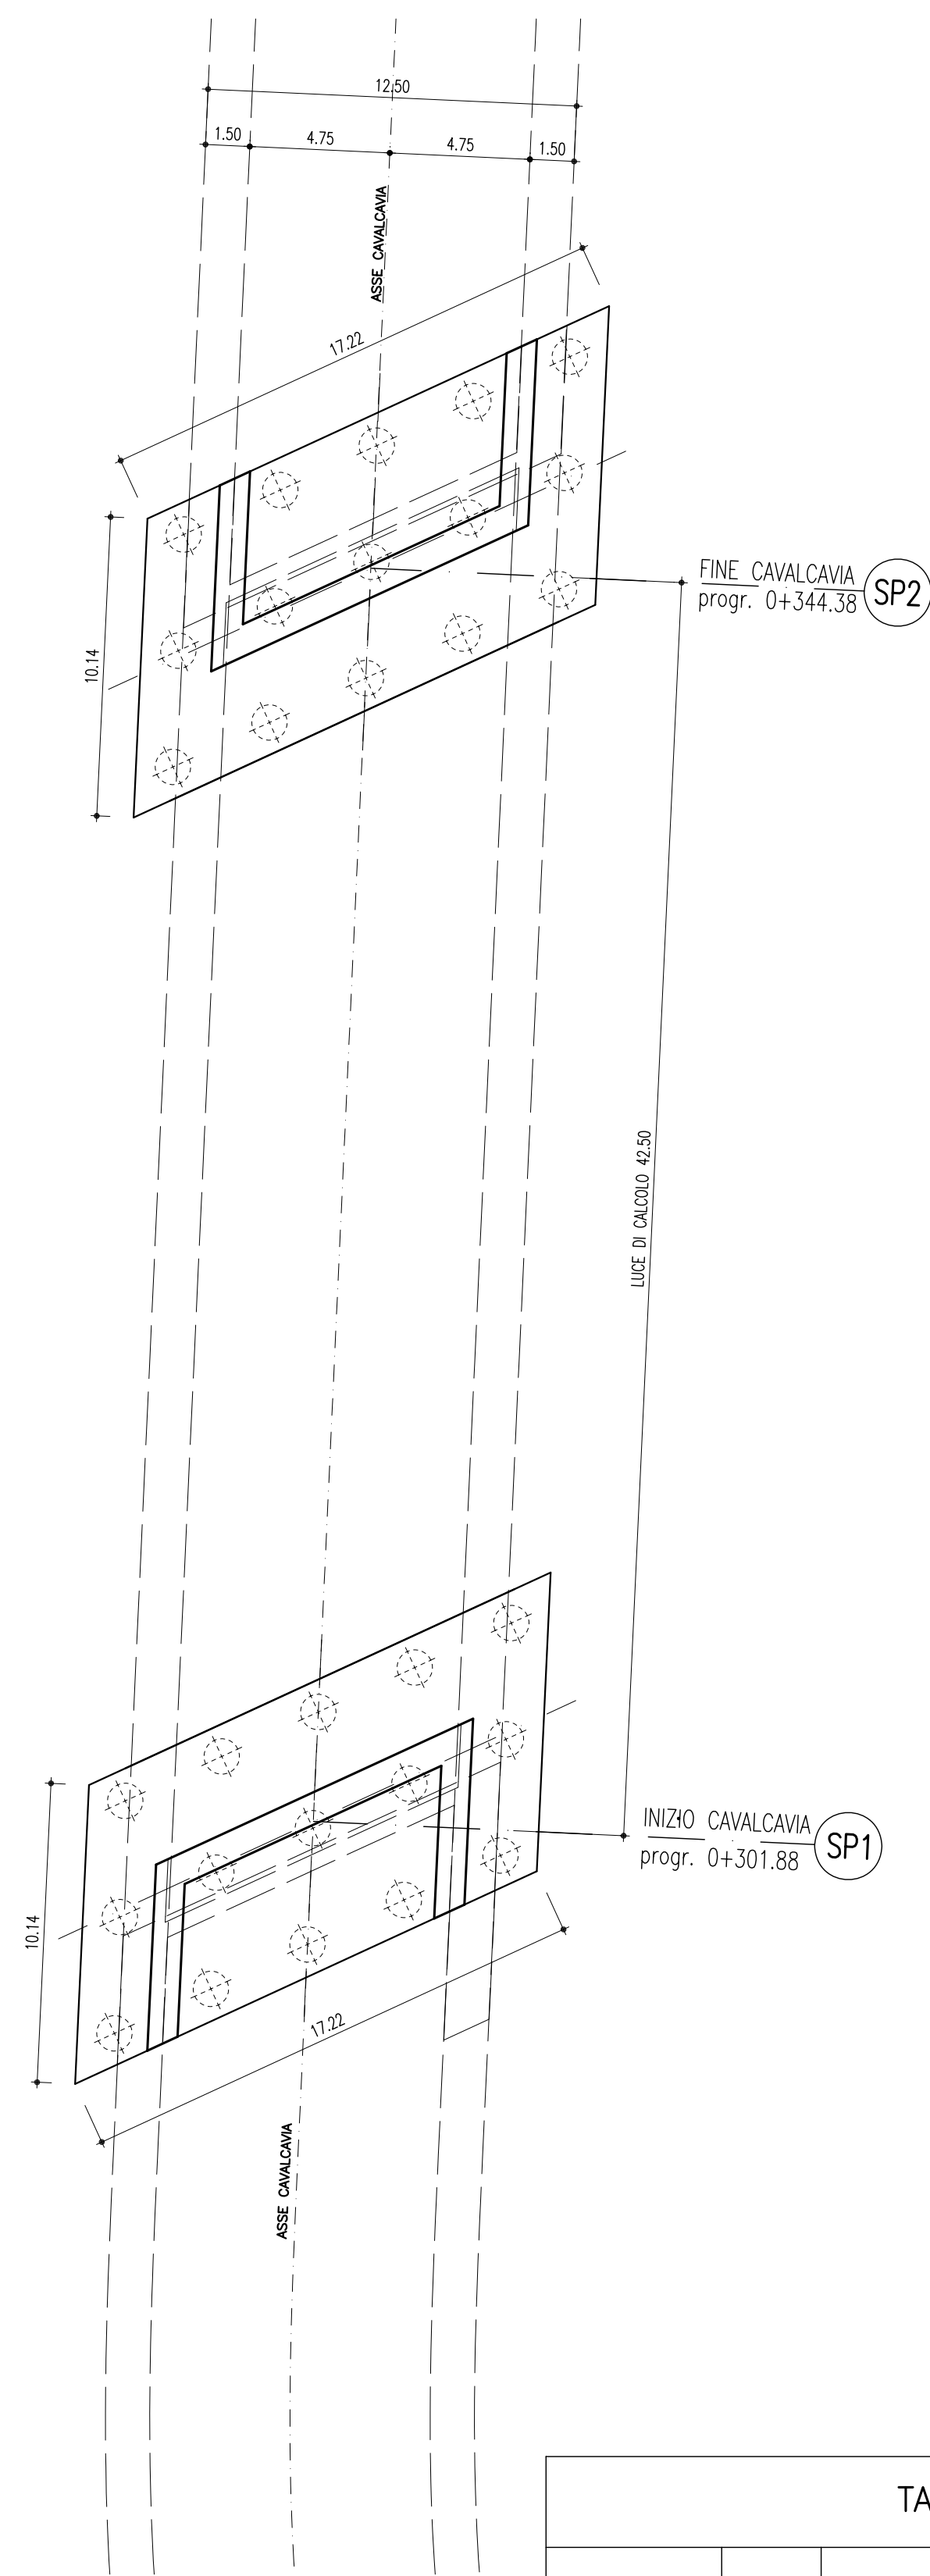 12.50
1.50
4.75
4.75
1.50
ASSE CAVALCAVIA
17.22
10.14
FINE CAVALCAVIA
progr. 0+344.38
SP2
LUCE DI CALCOLO 42.50
INIZIO CAVALCAVIA
progr. 0+301.88
SP1
10.14
17.22
ASSE CAVALCAVIA
TA